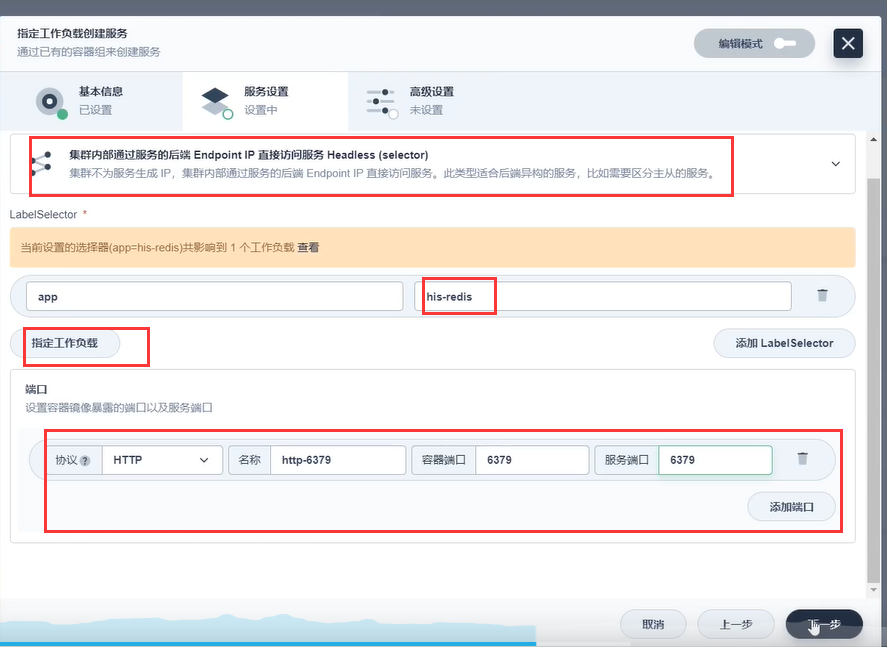 指定工作负载创建服务
通过已有的容器组来创建服务
编辑模式
基本信息
已设置
服务设置
设置中
高级设置
未设置
集群内部通过服务的后端 Endpoint IP 直接访问服务 Headless (selector)
集群不为服务生成 IP，集群内部通过服务的后端 Endpoint IP 直接访问服务。此类型适合后端异构的服务，比如需要区分主从的服务。
LabelSelector *
当前设置的选择器(app=his-redis)共影响到 1 个工作负载 查看
app
his-redis
指定工作负载
添加 LabelSelector
端口
设置容器镜像暴露的端口以及服务端口
协议 ? HTTP 名称 http-6379 容器端口 6379 服务端口 6379
添加端口
取消 上一步 下一步